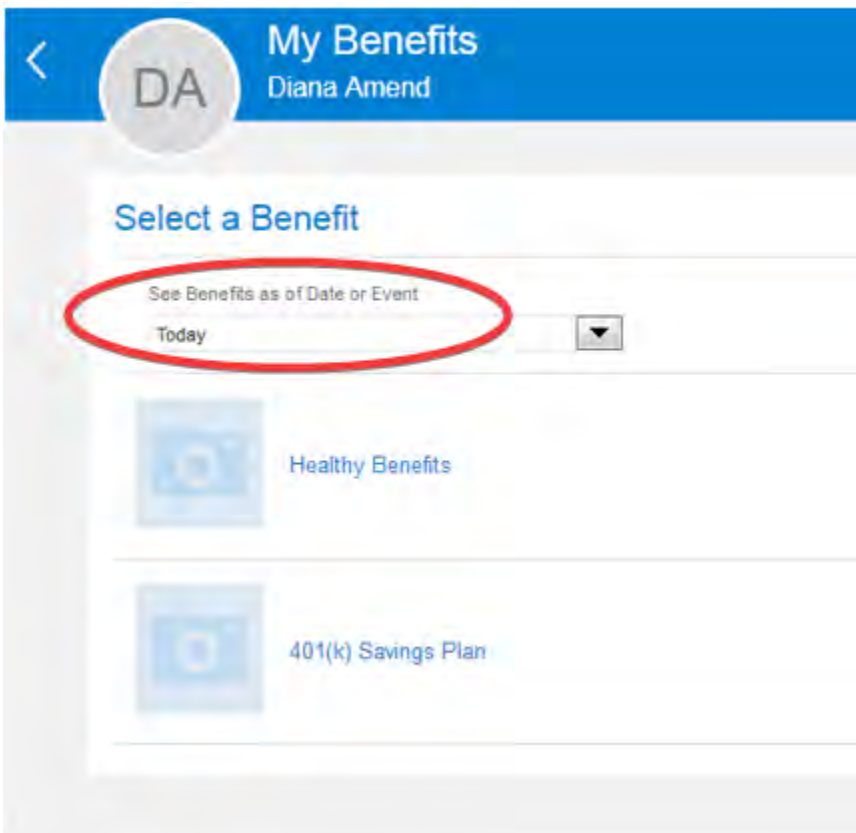 My Benefits
DA
Diana Amend
Select a Benefit
See Benefits as of Date or Event
Today
Healthy Benefits
401(k) Savings Plan